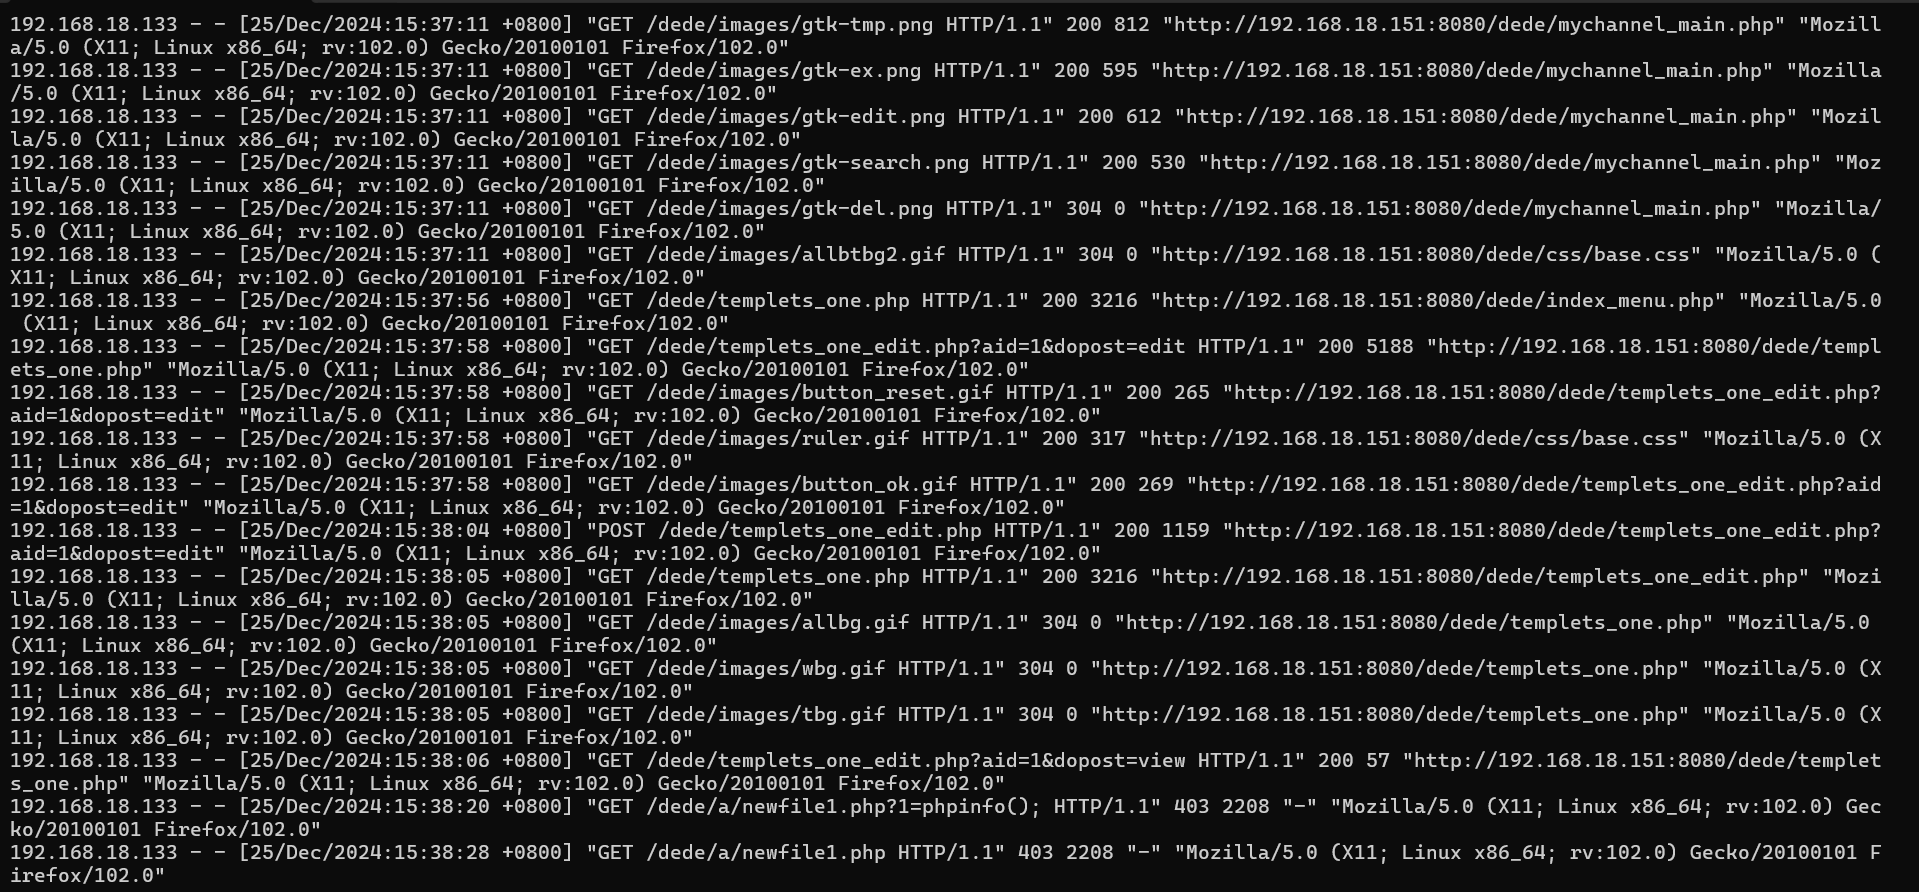 192.168.18.133 - - [25/Dec/2024:15:37:11 +0800] "GET /dede/images/gtk-tmp.png HTTP/1.1" 200 812 "http://192.168.18.151:8080/dede/mychannel_main.php" "Mozill
a/5.0 (X11; Linux x86_64; rv:102.0) Gecko/20100101 Firefox/102.0"
192.168.18.133 - - [25/Dec/2024:15:37:11 +0800] "GET /dede/images/gtk-ex.png HTTP/1.1" 200 595 "http://192.168.18.151:8080/dede/mychannel_main.php" "Mozilla
/5.0 (X11; Linux x86_64; rv:102.0) Gecko/20100101 Firefox/102.0"
192.168.18.133 - - [25/Dec/2024:15:37:11 +0800] "GET /dede/images/gtk-edit.png HTTP/1.1" 200 612 "http://192.168.18.151:8080/dede/mychannel_main.php" "Mozil
la/5.0 (X11; Linux x86_64; rv:102.0) Gecko/20100101 Firefox/102.0"
192.168.18.133 - - [25/Dec/2024:15:37:11 +0800] "GET /dede/images/gtk-search.png HTTP/1.1" 200 530 "http://192.168.18.151:8080/dede/mychannel_main.php" "Moz
illa/5.0 (X11; Linux x86_64; rv:102.0) Gecko/20100101 Firefox/102.0"
192.168.18.133 - - [25/Dec/2024:15:37:11 +0800] "GET /dede/images/gtk-del.png HTTP/1.1" 304 0 "http://192.168.18.151:8080/dede/mychannel_main.php" "Mozilla/
5.0 (X11; Linux x86_64; rv:102.0) Gecko/20100101 Firefox/102.0"
192.168.18.133 - - [25/Dec/2024:15:37:11 +0800] "GET /dede/images/allbtbg2.gif HTTP/1.1" 304 0 "http://192.168.18.151:8080/dede/css/base.css" "Mozilla/5.0 (
X11; Linux x86_64; rv:102.0) Gecko/20100101 Firefox/102.0"
192.168.18.133 - - [25/Dec/2024:15:37:56 +0800] "GET /dede/templets_one.php HTTP/1.1" 200 3216 "http://192.168.18.151:8080/dede/index_menu.php" "Mozilla/5.0
 (X11; Linux x86_64; rv:102.0) Gecko/20100101 Firefox/102.0"
192.168.18.133 - - [25/Dec/2024:15:37:58 +0800] "GET /dede/templets_one_edit.php?aid=1&dopost=edit HTTP/1.1" 200 5188 "http://192.168.18.151:8080/dede/templ
ets_one.php" "Mozilla/5.0 (X11; Linux x86_64; rv:102.0) Gecko/20100101 Firefox/102.0"
192.168.18.133 - - [25/Dec/2024:15:37:58 +0800] "GET /dede/images/button_reset.gif HTTP/1.1" 200 265 "http://192.168.18.151:8080/dede/templets_one_edit.php?
aid=1&dopost=edit" "Mozilla/5.0 (X11; Linux x86_64; rv:102.0) Gecko/20100101 Firefox/102.0"
192.168.18.133 - - [25/Dec/2024:15:37:58 +0800] "GET /dede/images/ruler.gif HTTP/1.1" 200 317 "http://192.168.18.151:8080/dede/css/base.css" "Mozilla/5.0 (X
11; Linux x86_64; rv:102.0) Gecko/20100101 Firefox/102.0"
192.168.18.133 - - [25/Dec/2024:15:37:58 +0800] "GET /dede/images/button_ok.gif HTTP/1.1" 200 269 "http://192.168.18.151:8080/dede/templets_one_edit.php?aid
=1&dopost=edit" "Mozilla/5.0 (X11; Linux x86_64; rv:102.0) Gecko/20100101 Firefox/102.0"
192.168.18.133 - - [25/Dec/2024:15:38:04 +0800] "POST /dede/templets_one_edit.php HTTP/1.1" 200 1159 "http://192.168.18.151:8080/dede/templets_one_edit.php?
aid=1&dopost=edit" "Mozilla/5.0 (X11; Linux x86_64; rv:102.0) Gecko/20100101 Firefox/102.0"
192.168.18.133 - - [25/Dec/2024:15:38:05 +0800] "GET /dede/templets_one.php HTTP/1.1" 200 3216 "http://192.168.18.151:8080/dede/templets_one_edit.php" "Mozi
lla/5.0 (X11; Linux x86_64; rv:102.0) Gecko/20100101 Firefox/102.0"
192.168.18.133 - - [25/Dec/2024:15:38:05 +0800] "GET /dede/images/allbg.gif HTTP/1.1" 304 0 "http://192.168.18.151:8080/dede/templets_one.php" "Mozilla/5.0
(X11; Linux x86_64; rv:102.0) Gecko/20100101 Firefox/102.0"
192.168.18.133 - - [25/Dec/2024:15:38:05 +0800] "GET /dede/images/wbg.gif HTTP/1.1" 304 0 "http://192.168.18.151:8080/dede/templets_one.php" "Mozilla/5.0 (X
11; Linux x86_64; rv:102.0) Gecko/20100101 Firefox/102.0"
192.168.18.133 - - [25/Dec/2024:15:38:05 +0800] "GET /dede/images/tbg.gif HTTP/1.1" 304 0 "http://192.168.18.151:8080/dede/templets_one.php" "Mozilla/5.0 (X
11; Linux x86_64; rv:102.0) Gecko/20100101 Firefox/102.0"
192.168.18.133 - - [25/Dec/2024:15:38:06 +0800] "GET /dede/templets_one_edit.php?aid=1&dopost=view HTTP/1.1" 200 57 "http://192.168.18.151:8080/dede/templet
s_one.php" "Mozilla/5.0 (X11; Linux x86_64; rv:102.0) Gecko/20100101 Firefox/102.0"
192.168.18.133 - - [25/Dec/2024:15:38:20 +0800] "GET /dede/a/newfile1.php?1=phpinfo(); HTTP/1.1" 403 2208 "-" "Mozilla/5.0 (X11; Linux x86_64; rv:102.0) Gec
ko/20100101 Firefox/102.0"
192.168.18.133 - - [25/Dec/2024:15:38:28 +0800] "GET /dede/a/newfile1.php HTTP/1.1" 403 2208 "-" "Mozilla/5.0 (X11; Linux x86_64; rv:102.0) Gecko/20100101 F
irefox/102.0"